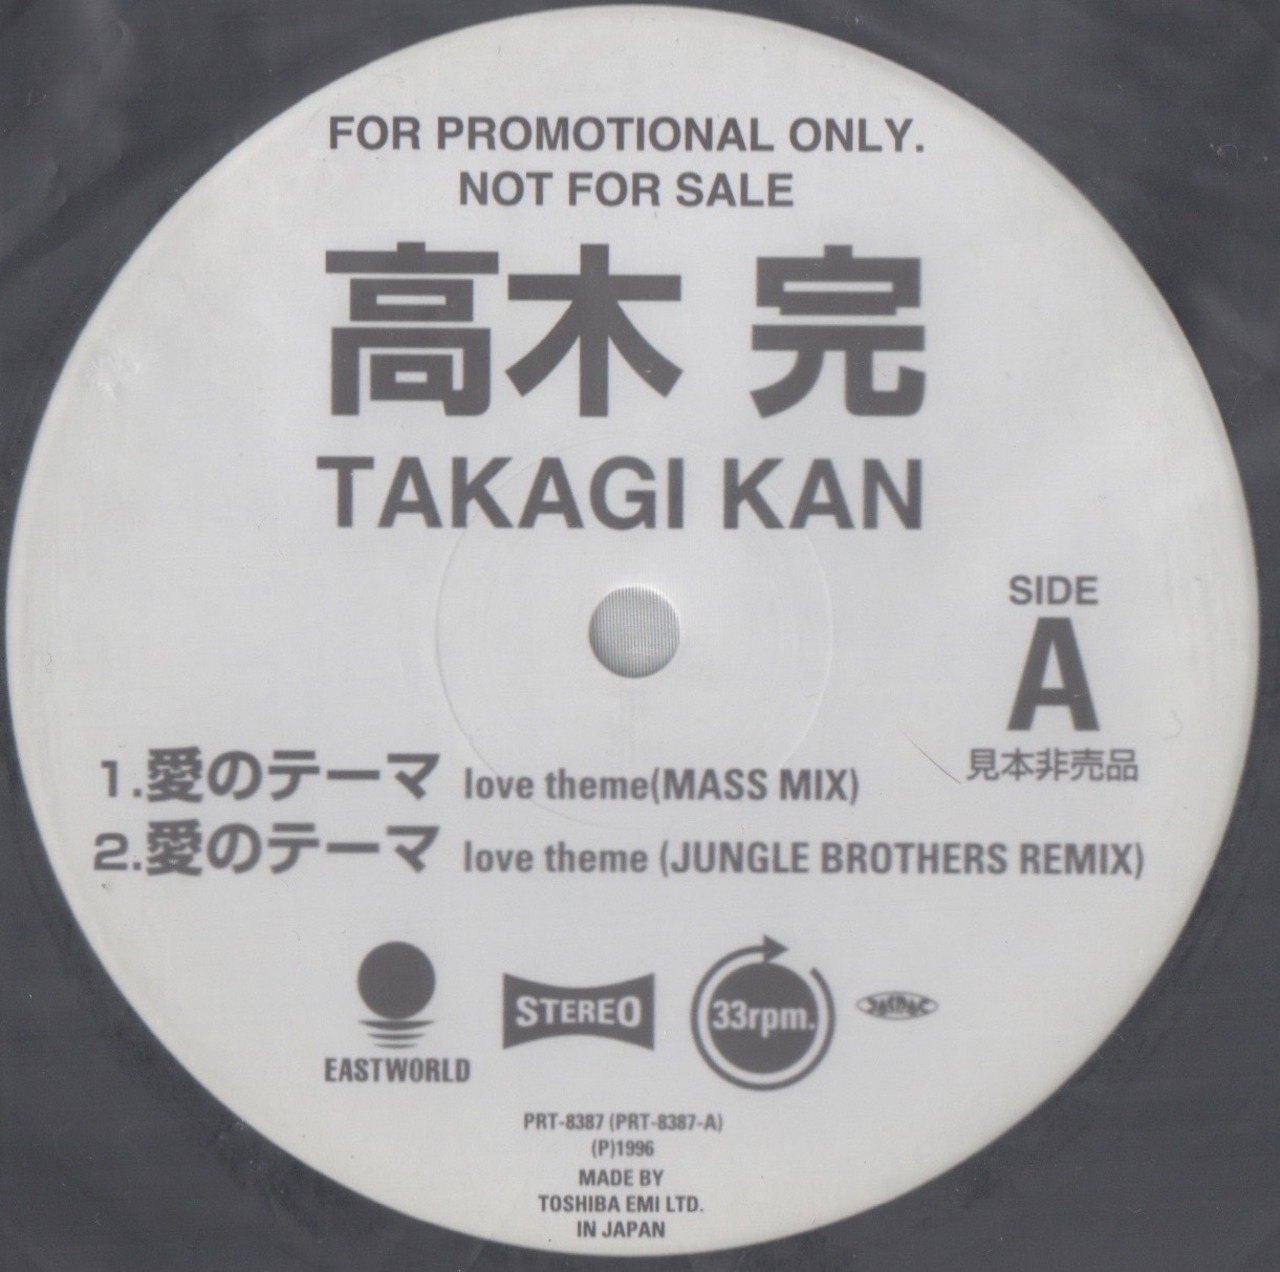 FOR PROMOTIONAL ONLY.
NOT FOR SALE
高木 完
TAKAGI KAN
SIDE
A
見本非売品
1.愛のテーマ love theme(MASS MIX)
2.愛のテーマ love theme (JUNGLE BROTHERS REMIX)
EASTWORLD
STEREO
33rpm.
PRT-8387 (PRT-8387-A)
(P)1996
MADE BY
TOSHIBA EMI LTD.
IN JAPAN